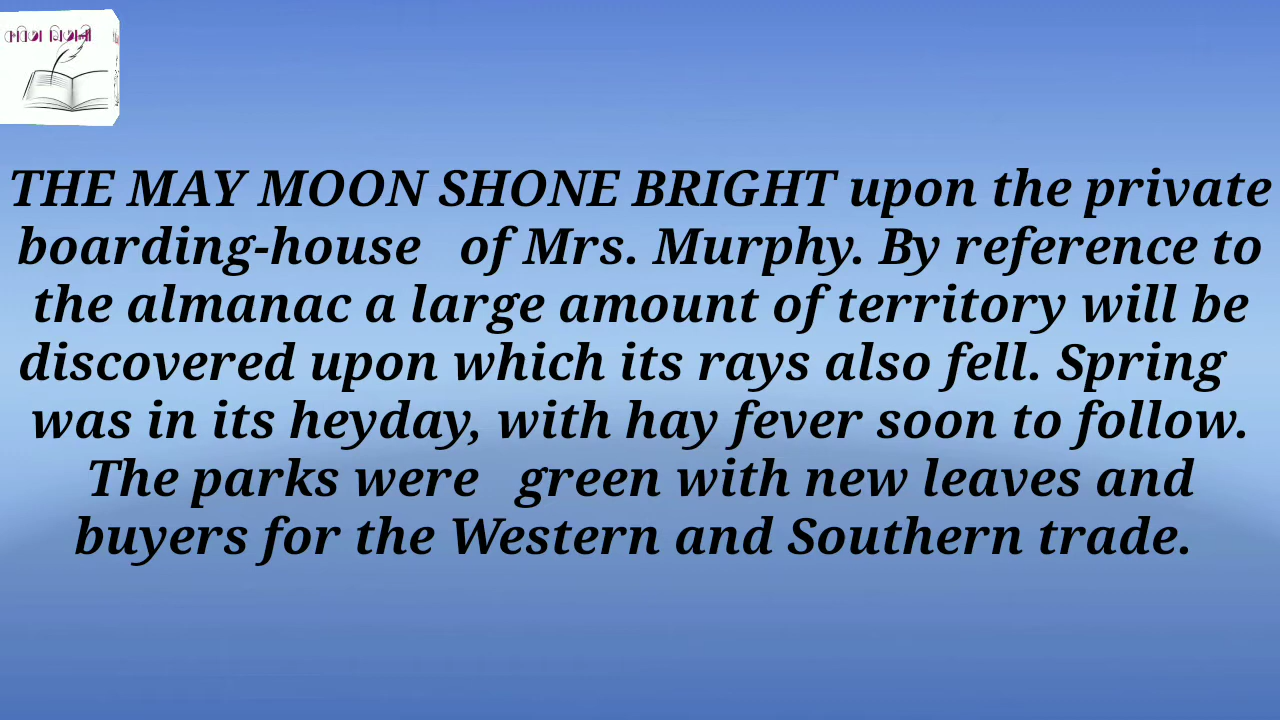 THE MAY MOON SHONE BRIGHT upon the private
boarding-house of Mrs. Murphy. By reference to
the almanac a large amount of territory will be
discovered upon which its rays also fell. Spring
was in its heyday, with hay fever soon to follow.
The parks were green with new leaves and
buyers for the Western and Southern trade.